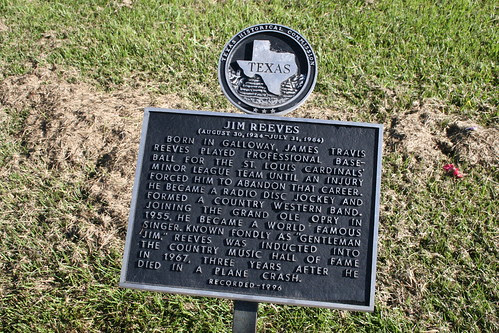 TEXAS HISTORICAL COMMISSION
TEXAS
JIM REEVES
(AUGUST 30, 1924-JULY 31, 1964)
BORN IN GALLOWAY, JAMES TRAVIS
REEVES PLAYED PROFESSIONAL BASE-
BALL FOR THE ST. LOUIS CARDINALS'
MINOR LEAGUE TEAM UNTIL AN INJURY
FORCED HIM TO ABANDON THAT CAREER.
HE BECAME A RADIO DISC JOCKEY AND
FORMED A COUNTRY WESTERN BAND.
JOINING THE GRAND OLE OPRY IN
1955, HE BECAME A WORLD FAMOUS
SINGER. KNOWN FONDLY AS "GENTLEMAN
JIM," REEVES WAS INDUCTED INTO
THE COUNTRY MUSIC HALL OF FAME
IN 1967, THREE YEARS AFTER HE
DIED IN A PLANE CRASH.
RECORDED-1996